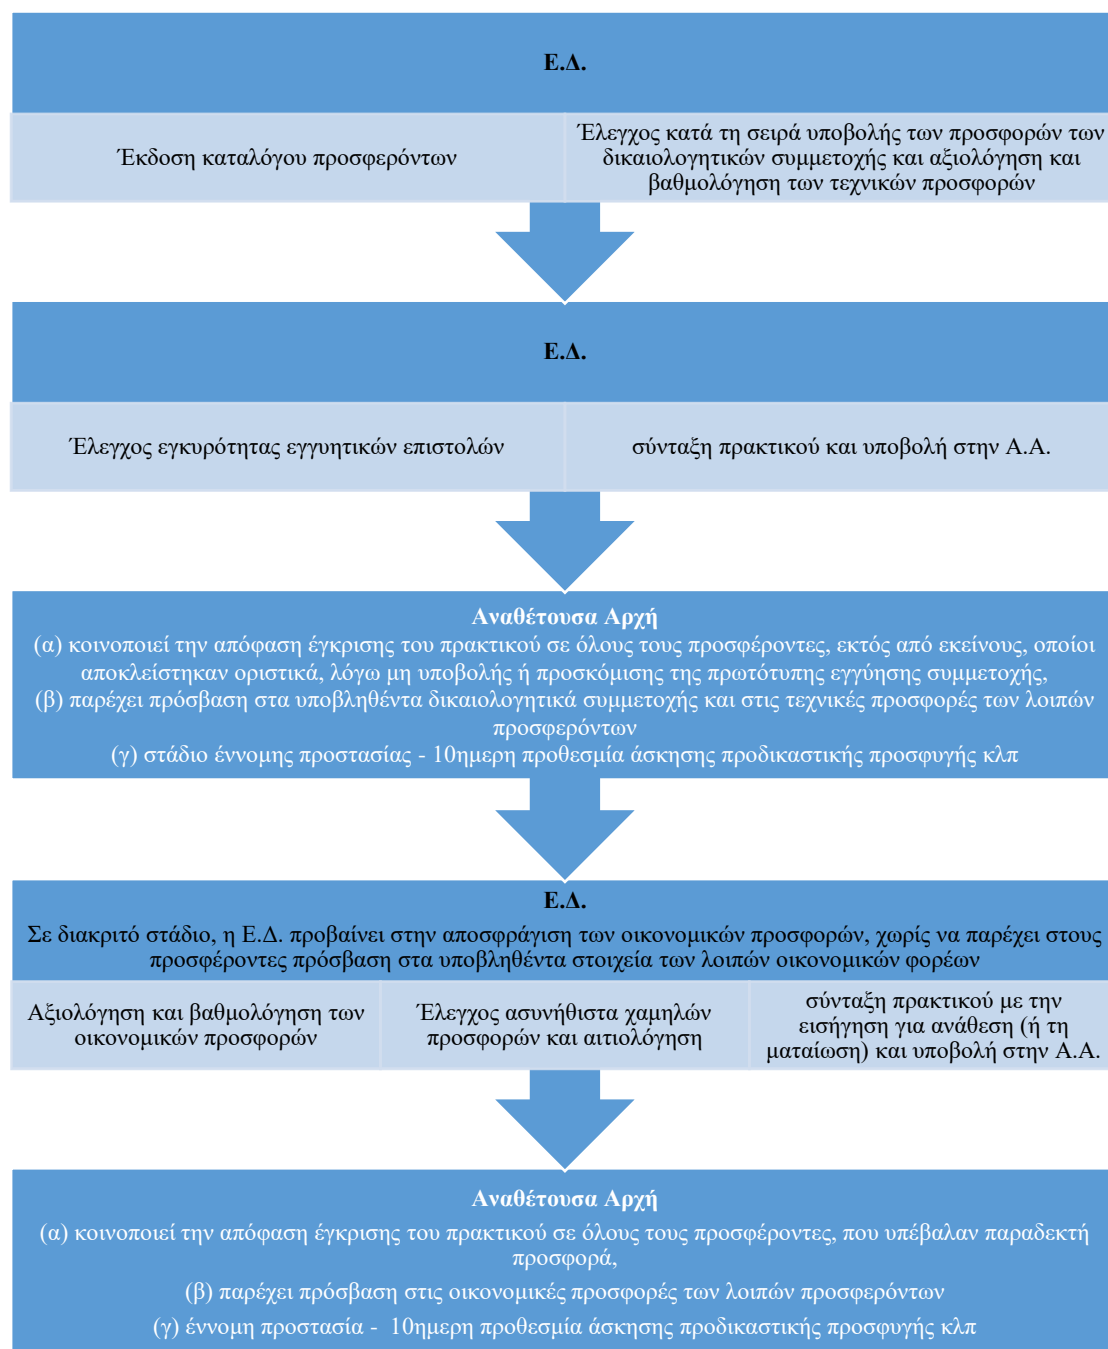 Ε.Δ.
Έκδοση καταλόγου προσφερόντων
Έλεγχος κατά τη σειρά υποβολής των προσφορών των
δικαιολογητικών συμμετοχής και αξιολόγηση και
βαθμολόγηση των τεχνικών προσφορών
Ε.Δ.
Έλεγχος εγκυρότητας εγγυητικών επιστολών
σύνταξη πρακτικού και υποβολή στην Α.Α.
Αναθέτουσα Αρχή
(α) κοινοποιεί την απόφαση έγκρισης του πρακτικού σε όλους τους προσφέροντες, εκτός από εκείνους, οποίοι
αποκλείστηκαν οριστικά, λόγω μη υποβολής ή προσκόμισης της πρωτότυπης εγγύησης συμμετοχής,
(β) παρέχει πρόσβαση στα υποβληθέντα δικαιολογητικά συμμετοχής και στις τεχνικές προσφορές των λοιπών
προσφερόντων
(γ) στάδιο έννομης προστασίας - 10ημερη προθεσμία άσκησης προδικαστικής προσφυγής κλπ
Ε.Δ.
Σε διακριτό στάδιο, η Ε.Δ. προβαίνει στην αποσφράγιση των οικονομικών προσφορών, χωρίς να παρέχει στους
προσφέροντες πρόσβαση στα υποβληθέντα στοιχεία των λοιπών οικονομικών φορέων
Αξιολόγηση και βαθμολόγηση των
οικονομικών προσφορών
Έλεγχος ασυνήθιστα χαμηλών
προσφορών και αιτιολόγηση
σύνταξη πρακτικού με την
εισήγηση για ανάθεση (ή τη
ματαίωση) και υποβολή στην Α.Α.
Αναθέτουσα Αρχή
(α) κοινοποιεί την απόφαση έγκρισης του πρακτικού σε όλους τους προσφέροντες, που υπέβαλαν παραδεκτή
προσφορά,
(β) παρέχει πρόσβαση στις οικονομικές προσφορές των λοιπών προσφερόντων
(γ) έννομη προστασία - 10ημερη προθεσμία άσκησης προδικαστικής προσφυγής κλπ